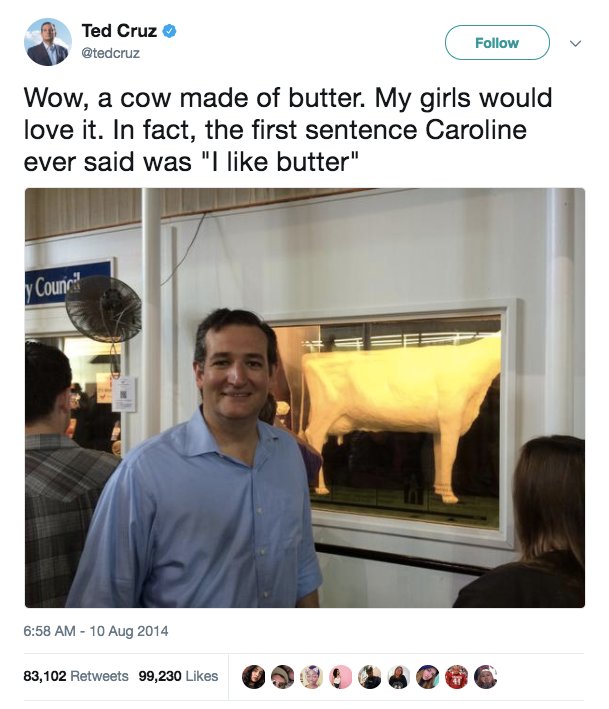 Ted Cruz
@tedcruz
Follow
Wow, a cow made of butter. My girls would
love it. In fact, the first sentence Caroline
ever said was "I like butter"
y Council
6:58 AM - 10 Aug 2014
83,102 Retweets 99,230 Likes